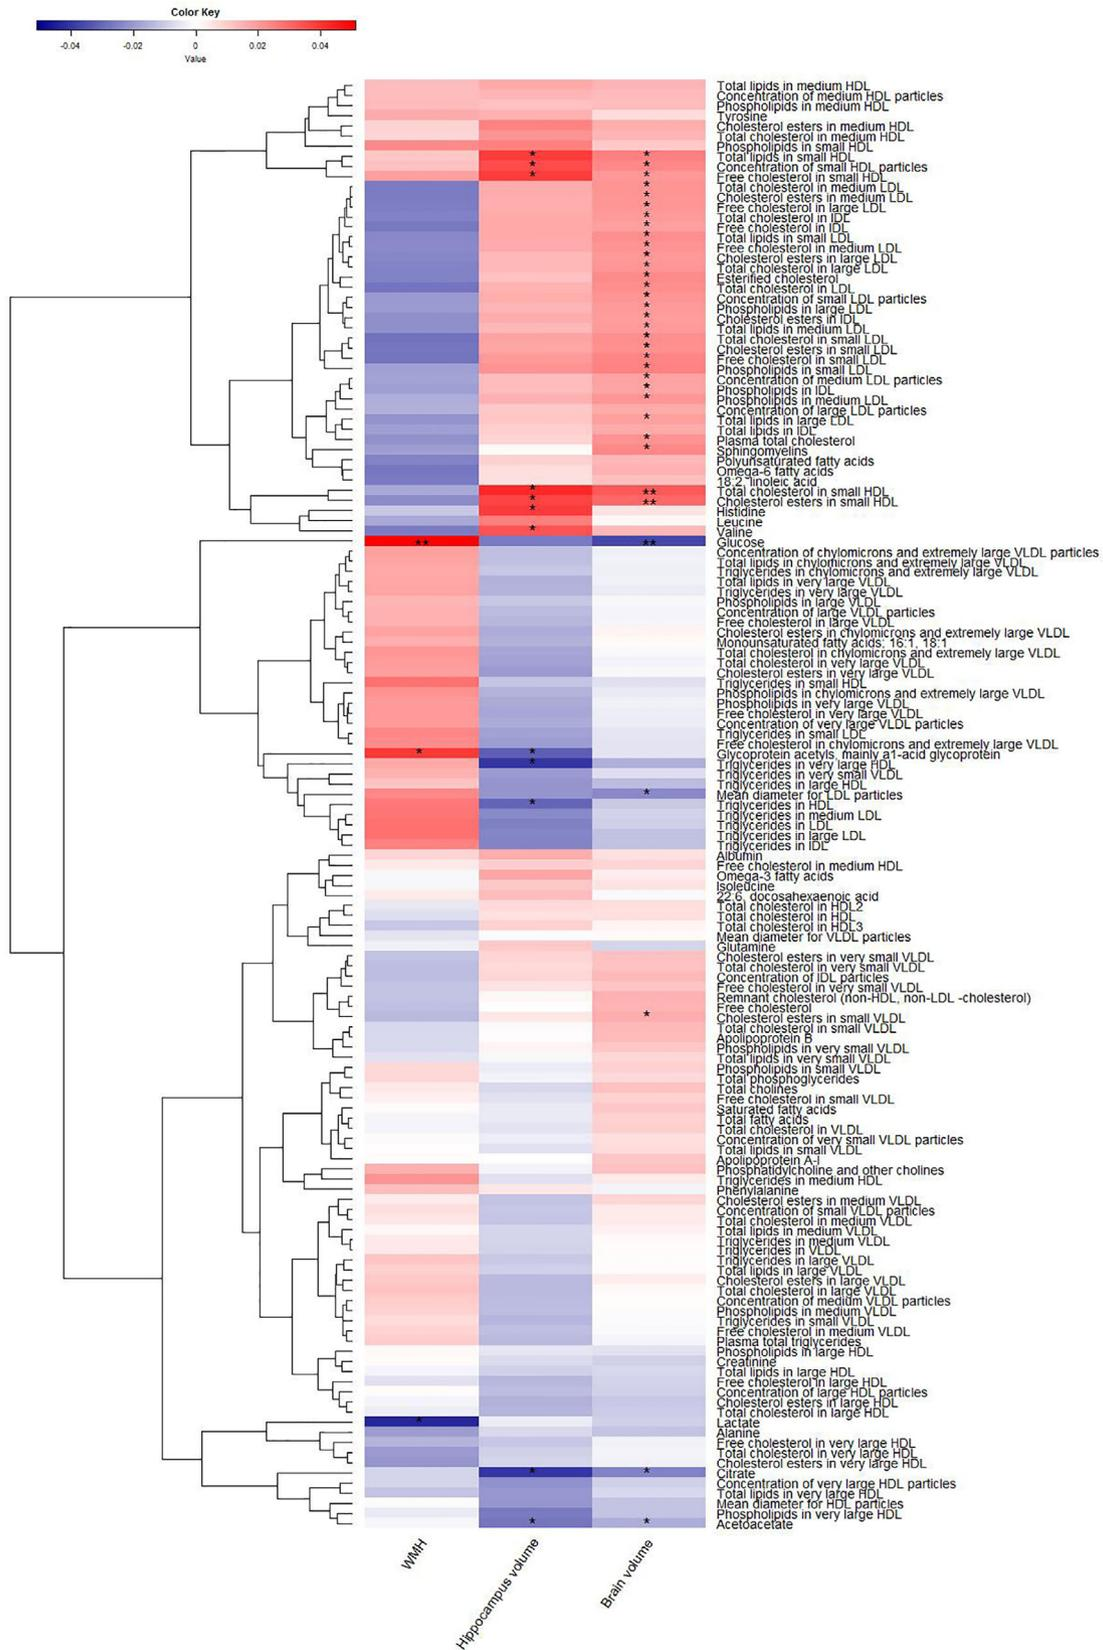 Color Key
-0.04 -0.02 0 0.02 0.04
Value
Total lipids in medium HDL
Concentration of medium HDL particles
Phospholipids in medium HDL
Tyrosine
Cholesterol esters in medium HDL
Total cholesterol in medium HDL
Phospholipids in small HDL
Total lipids in small HDL
Concentration of small HDL particles
Free cholesterol in small HDL
Total cholesterol in medium LDL
Cholesterol esters in medium LDL
Free cholesterol in large LDL
Total cholesterol in IDL
Free cholesterol in IDL
Total lipids in small LDL
Free cholesterol in medium LDL
Cholesterol esters in large LDL
Total cholesterol in large LDL
Esterified cholesterol
Total cholesterol in LDL
Concentration of small LDL particles
Phospholipids in large LDL
Cholesterol esters in IDL
Total lipids in medium LDL
Total cholesterol in small LDL
Cholesterol esters in small LDL
Free cholesterol in small LDL
Phospholipids in small LDL
Concentration of medium LDL particles
Phospholipids in IDL
Phospholipids in medium LDL
Concentration of large LDL particles
Total lipids in large LDL
Total lipids in IDL
Plasma total cholesterol
Sphingomyelins
Polyunsaturated fatty acids
Omega-6 fatty acids
18:2, linoleic acid
Total cholesterol in small HDL
Cholesterol esters in small HDL
Histidine
Leucine
Valine
Glucose
Concentration of chylomicrons and extremely large VLDL particles
Total lipids in chylomicrons and extremely large VLDL
Triglycerides in chylomicrons and extremely large VLDL
Total lipids in very large VLDL
Triglycerides in very large VLDL
Phospholipids in large VLDL
Concentration of large VLDL particles
Free cholesterol in large VLDL
Cholesterol esters in chylomicrons and extremely large VLDL
Monounsaturated fatty acids; 16:1, 18:1
Total cholesterol in chylomicrons and extremely large VLDL
Total cholesterol in very large VLDL
Cholesterol esters in very large VLDL
Triglycerides in small HDL
Phospholipids in chylomicrons and extremely large VLDL
Phospholipids in very large VLDL
Free cholesterol in very large VLDL
Concentration of very large VLDL particles
Triglycerides in small LDL
Free cholesterol in chylomicrons and extremely large VLDL
Glycoprotein acetyls, mainly a1-acid glycoprotein
Triglycerides in very large HDL
Triglycerides in very small VLDL
Triglycerides in large HDL
Mean diameter for LDL particles
Triglycerides in HDL
Triglycerides in medium LDL
Triglycerides in LDL
Triglycerides in large LDL
Triglycerides in IDL
Albumin
Free cholesterol in medium HDL
Omega-3 fatty acids
Isoleucine
22:6, docosahexaenoic acid
Total cholesterol in HDL2
Total cholesterol in HDL
Total cholesterol in HDL3
Mean diameter for VLDL particles
Glutamine
Cholesterol esters in very small VLDL
Total cholesterol in very small VLDL
Concentration of IDL particles
Free cholesterol in very small VLDL
Remnant cholesterol (non-HDL, non-LDL -cholesterol)
Free cholesterol
Cholesterol esters in small VLDL
Total cholesterol in small VLDL
Apolipoprotein B
Phospholipids in very small VLDL
Total lipids in very small VLDL
Phospholipids in small VLDL
Total phosphoglycerides
Total cholines
Free cholesterol in small VLDL
Saturated fatty acids
Total fatty acids
Total cholesterol in VLDL
Concentration of very small VLDL particles
Total lipids in small VLDL
Apolipoprotein A-I
Phosphatidylcholine and other cholines
Triglycerides in medium HDL
Phenylalanine
Cholesterol esters in medium VLDL
Concentration of small VLDL particles
Total cholesterol in medium VLDL
Total lipids in medium VLDL
Triglycerides in medium VLDL
Triglycerides in VLDL
Triglycerides in large VLDL
Total lipids in large VLDL
Cholesterol esters in large VLDL
Total cholesterol in large VLDL
Concentration of medium VLDL particles
Phospholipids in medium VLDL
Triglycerides in small VLDL
Free cholesterol in medium VLDL
Plasma total triglycerides
Phospholipids in large HDL
Creatinine
Total lipids in large HDL
Free cholesterol in large HDL
Concentration of large HDL particles
Cholesterol esters in large HDL
Total cholesterol in large HDL
Lactate
Alanine
Free cholesterol in very large HDL
Total cholesterol in very large HDL
Cholesterol esters in very large HDL
Citrate
Concentration of very large HDL particles
Total lipids in very large HDL
Mean diameter for HDL particles
Phospholipids in very large HDL
Acetoacetate
WMH
Hippocampus volume
Brain volume